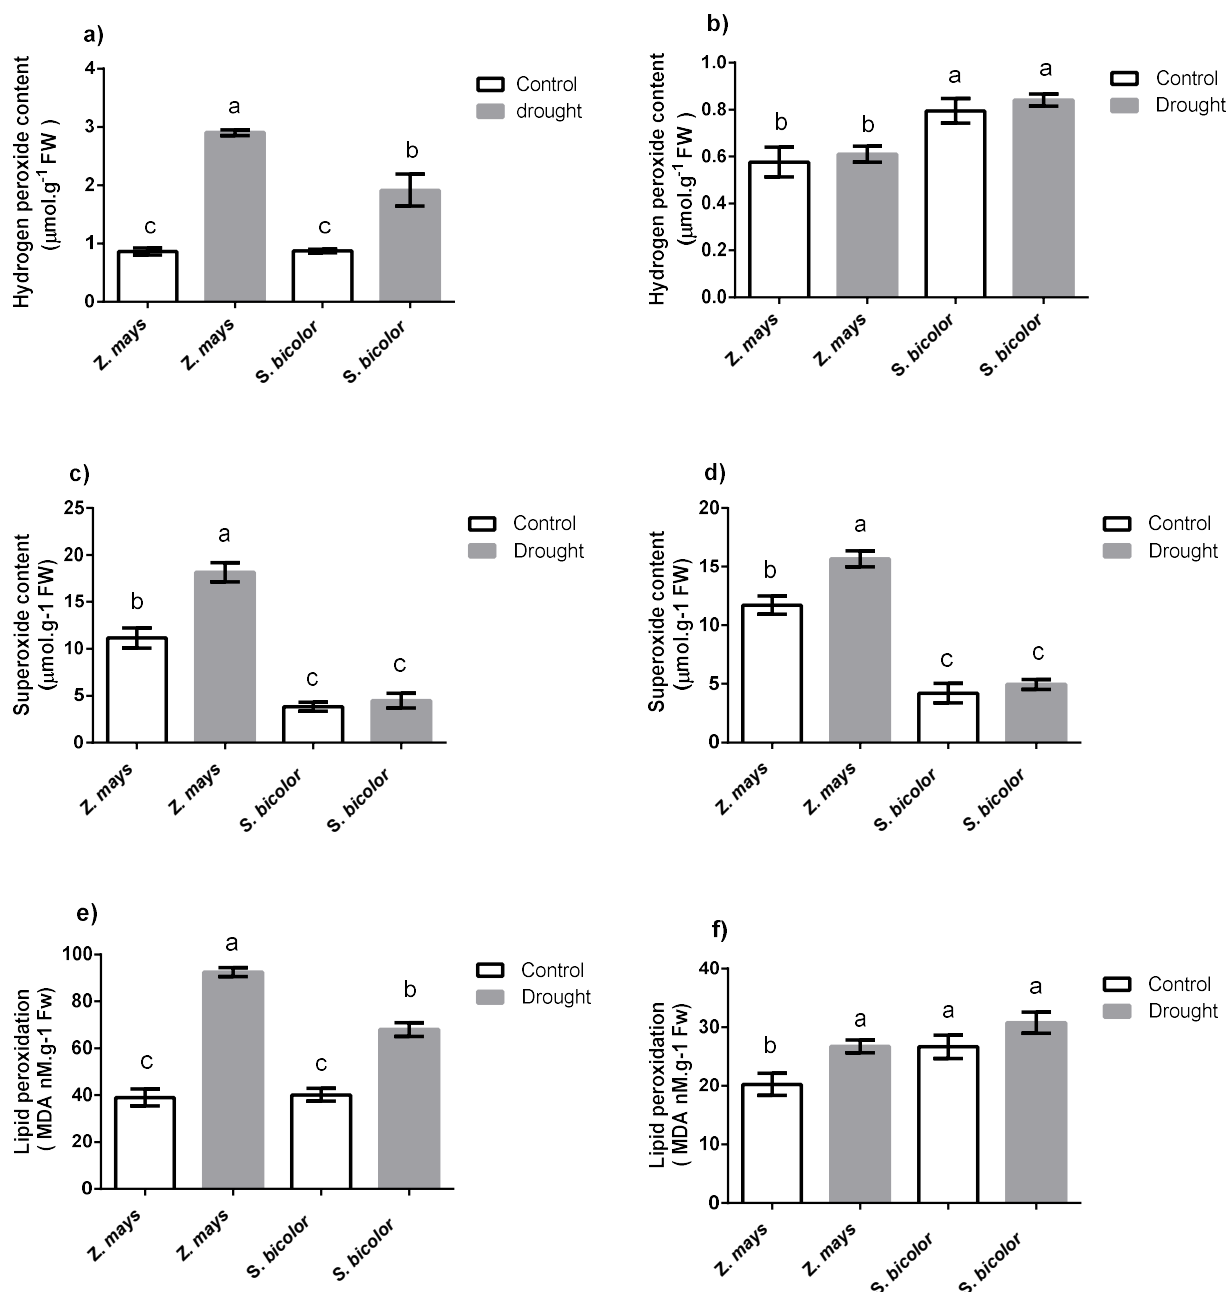 a)
Hydrogen peroxide content
(μmol.g⁻¹ FW )
4
3
2
1
0
c
a
c
b
Control
drought
Z. mays
Z. mays
S. bicolor
S. bicolor
b)
Hydrogen peroxide content
(μmol.g⁻¹ FW )
1.0
0.8
0.6
0.4
0.2
0.0
b
b
a
a
Control
Drought
Z. mays
Z. mays
S. bicolor
S. bicolor
c)
Superoxide content
(μmol.g-1 FW)
25
20
15
10
5
0
b
a
c
c
Control
Drought
Z. mays
Z. mays
S. bicolor
S. bicolor
d)
Superoxide content
(μmol.g-1 FW)
20
15
10
5
0
b
a
c
c
Control
Drought
Z. mays
Z. mays
S. bicolor
S. bicolor
e)
Lipid peroxidation
( MDA nM.g-1 Fw)
100
80
60
40
20
0
c
a
c
b
Control
Drought
Z. mays
Z. mays
S. bicolor
S. bicolor
f)
Lipid peroxidation
( MDA nM.g-1 Fw)
40
30
20
10
0
b
a
a
a
Control
Drought
Z. mays
Z. mays
S. bicolor
S. bicolor